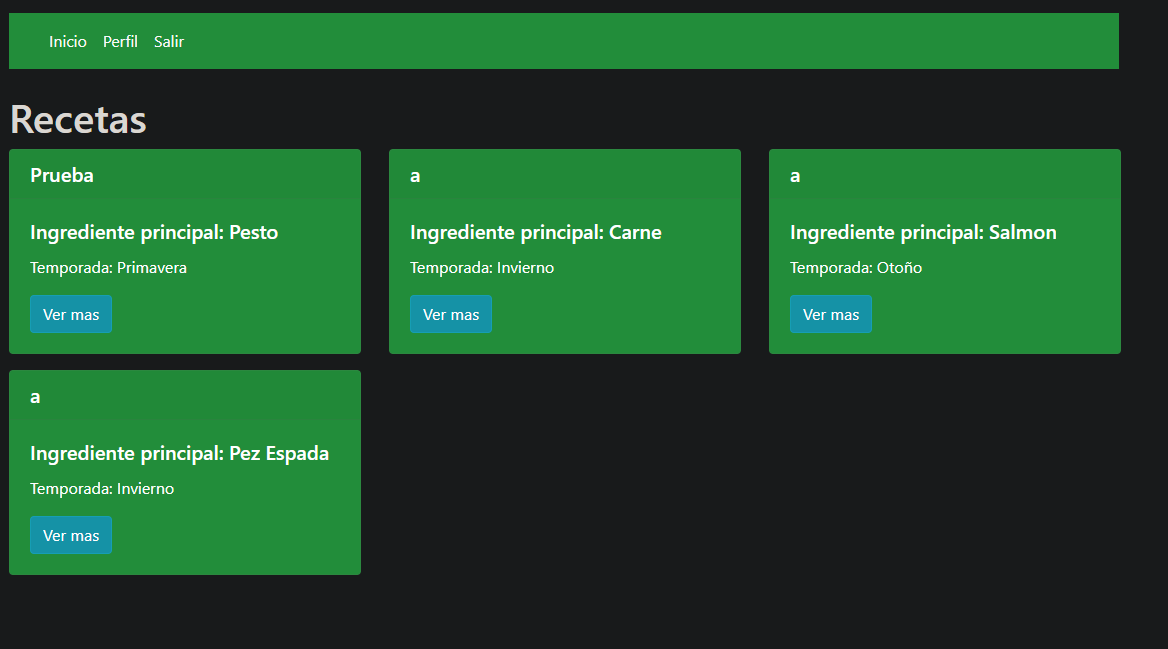 Inicio Perfil Salir
Recetas
Prueba
Ingrediente principal: Pesto
Temporada: Primavera
Ver mas
a
Ingrediente principal: Carne
Temporada: Invierno
Ver mas
a
Ingrediente principal: Salmon
Temporada: Otoño
Ver mas
a
Ingrediente principal: Pez Espada
Temporada: Invierno
Ver mas